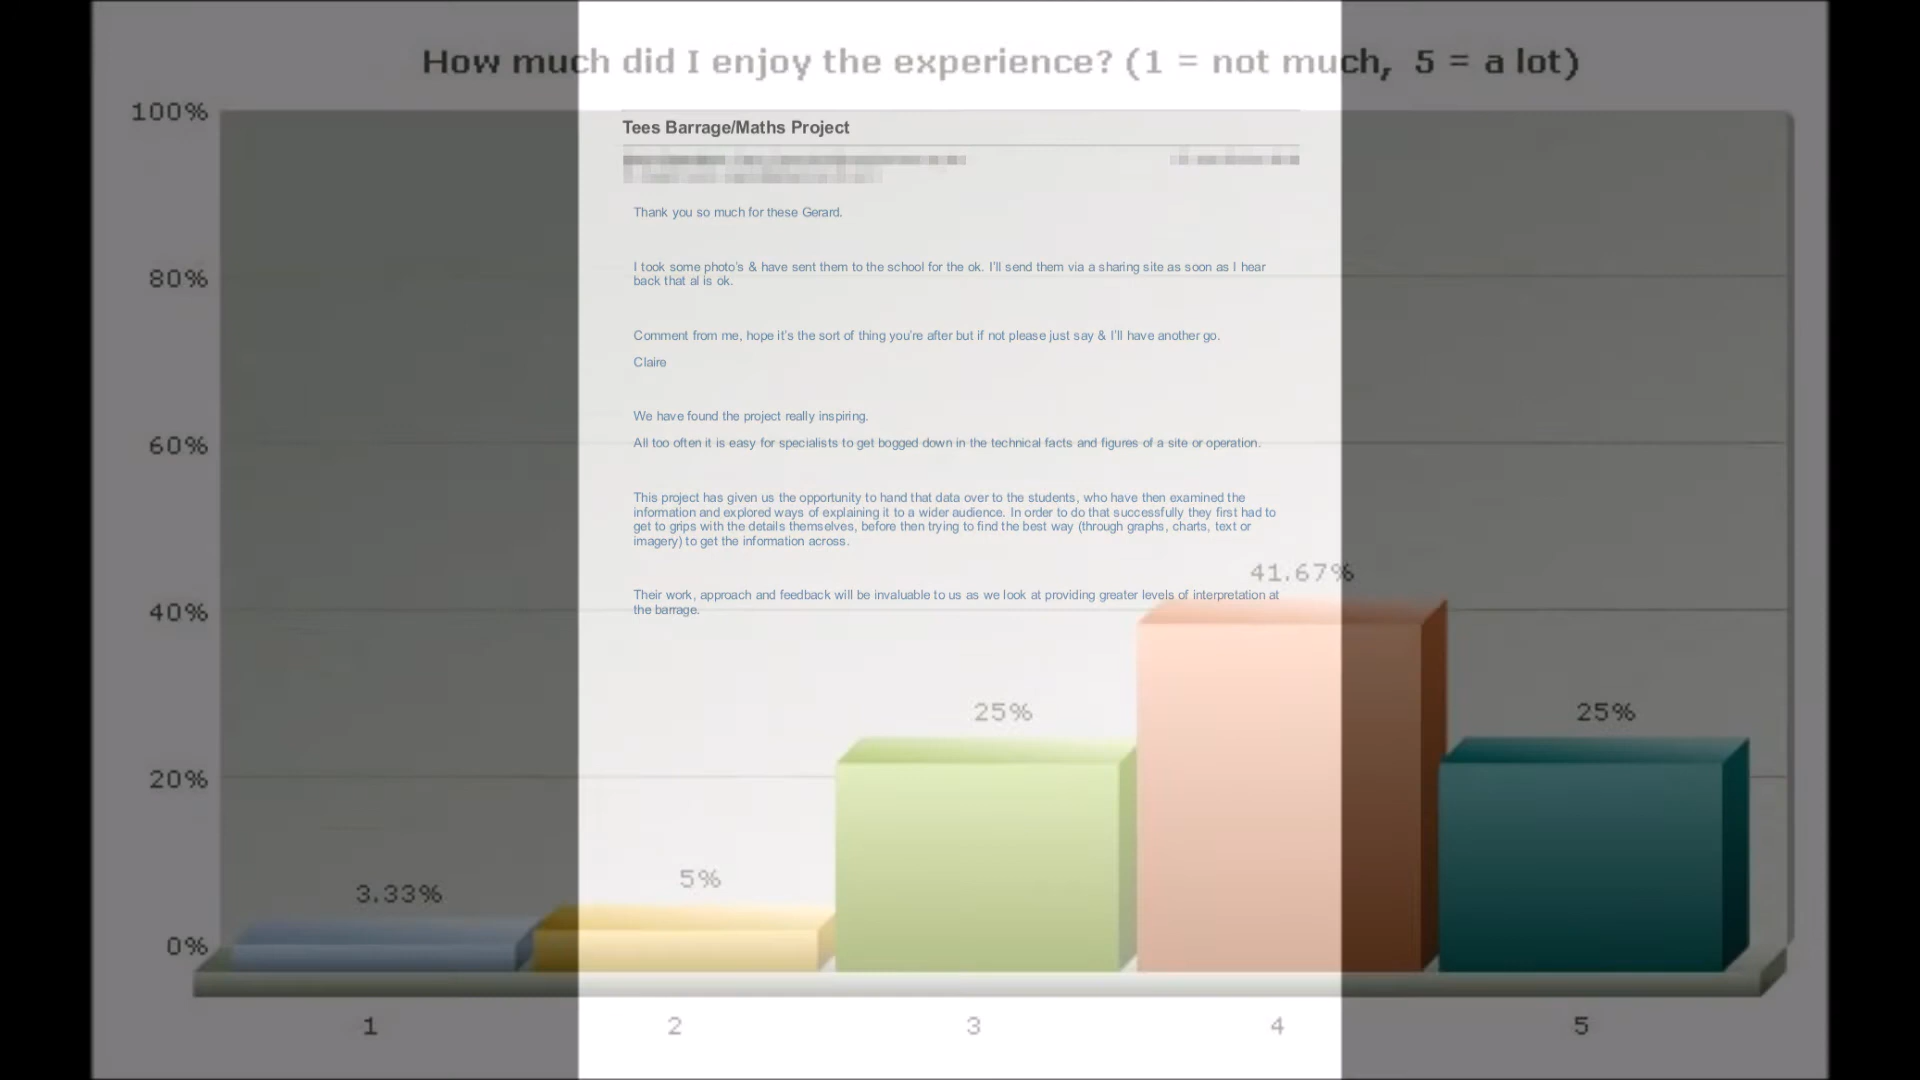 How much did I enjoy the experience? (1 = not much, 5 = a lot)
100%
80%
60%
40%
20%
0%
Tees Barrage/Maths Project
Thank you so much for these Gerard.
I took some photo's & have sent them to the school for the ok. I'll send them via a sharing site as soon as I hear
back that al is ok.
Comment from me, hope it's the sort of thing you're after but if not please just say & I'll have another go.
Claire
We have found the project really inspiring.
All too often it is easy for specialists to get bogged down in the technical facts and figures of a site or operation.
This project has given us the opportunity to hand that data over to the students, who have then examined the
information and explored ways of explaining it to a wider audience. In order to do that successfully they first had to
get to grips with the details themselves, before then trying to find the best way (through graphs, charts, text or
imagery) to get the information across.
Their work, approach and feedback will be invaluable to us as we look at providing greater levels of interpretation at
the barrage.
3.33%
5%
25%
41.67%
25%
1
2
3
4
5